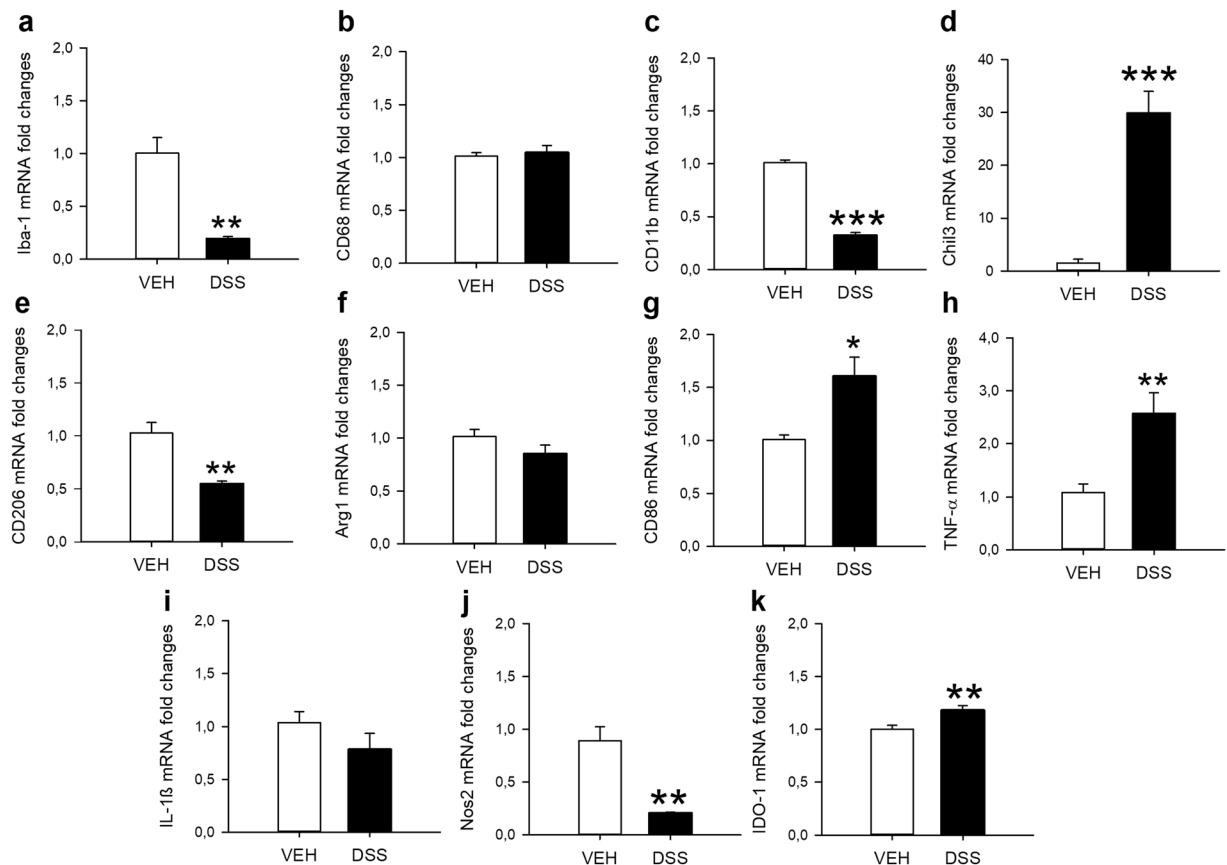 a
Iba-1 mRNA fold changes
2,0
1,5
1,0
0,5
0,0
**
VEH DSS
b
CD68 mRNA fold changes
2,0
1,5
1,0
0,5
0,0
VEH DSS
c
CD11b mRNA fold changes
2,0
1,5
1,0
0,5
0,0
***
VEH DSS
d
Chil3 mRNA fold changes
40
30
20
10
0
***
VEH DSS
e
CD206 mRNA fold changes
2,0
1,5
1,0
0,5
0,0
**
VEH DSS
f
Arg1 mRNA fold changes
2,0
1,5
1,0
0,5
0,0
VEH DSS
g
CD86 mRNA fold changes
2,0
1,5
1,0
0,5
0,0
*
VEH DSS
h
TNF-α mRNA fold changes
4,0
3,0
2,0
1,0
0,0
**
VEH DSS
i
IL-1ß mRNA fold changes
2,0
1,5
1,0
0,5
0,0
VEH DSS
j
Nos2 mRNA fold changes
2,0
1,5
1,0
0,5
0,0
**
VEH DSS
k
IDO-1 mRNA fold changes
2,0
1,5
1,0
0,5
0,0
**
VEH DSS